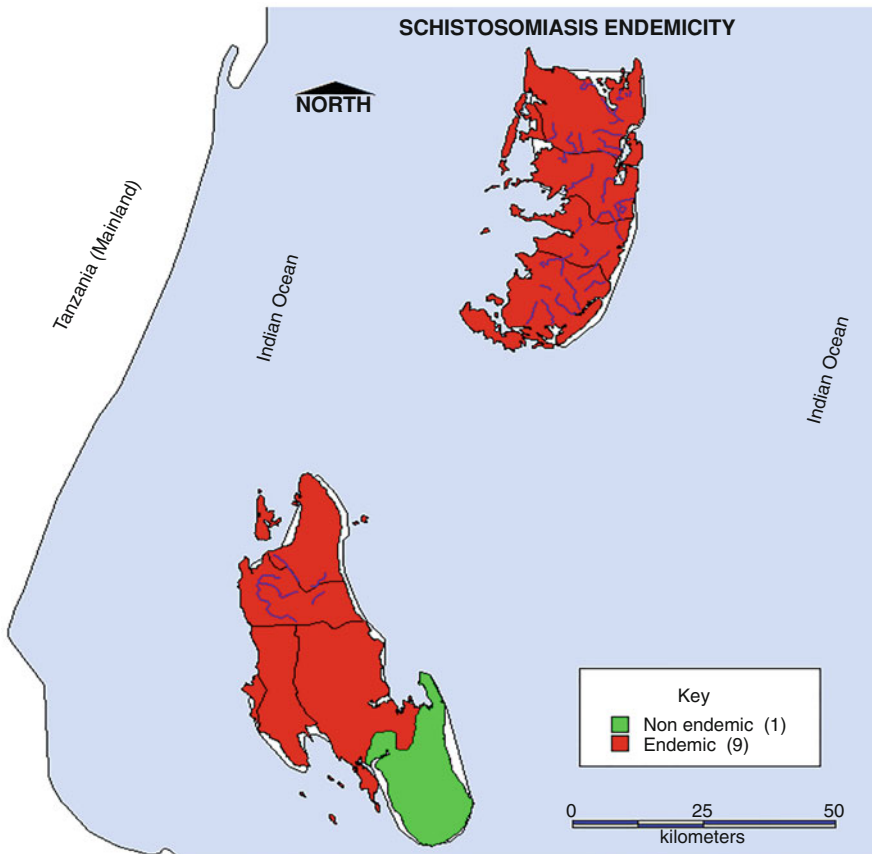 SCHISTOSOMIASIS ENDEMICITY
NORTH
Tanzania (Mainland)
Indian Ocean
Indian Ocean
Key
Non endemic (1)
Endemic (9)
0 25 50
kilometers